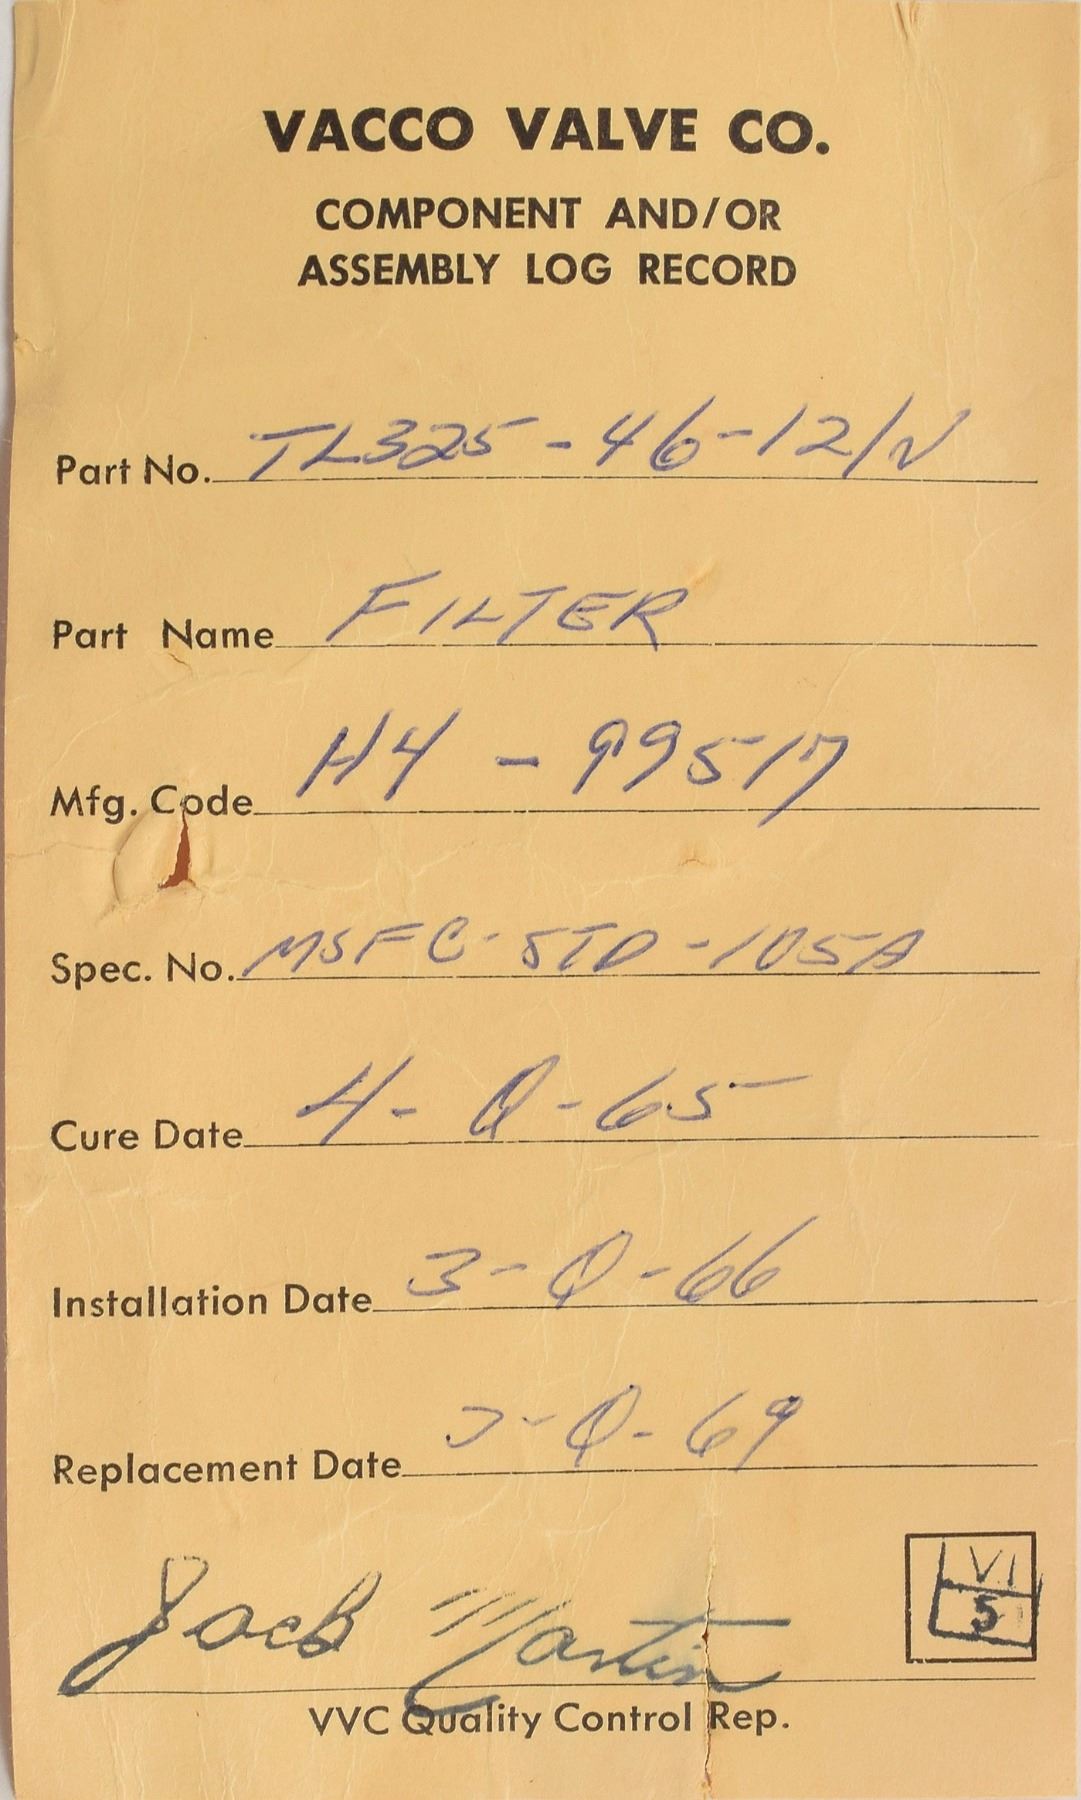 VACCO VALVE CO.
COMPONENT AND/OR
ASSEMBLY LOG RECORD
Part No. TL325-46-12/N
Part Name FILTER
Mfg. Code H4 - 99517
Spec. No. MSFC-STD-105A
Cure Date 4-Q-65
Installation Date 3-Q-66
Replacement Date 3-Q-69
Jack Martin
VI
5
VVC Quality Control Rep.